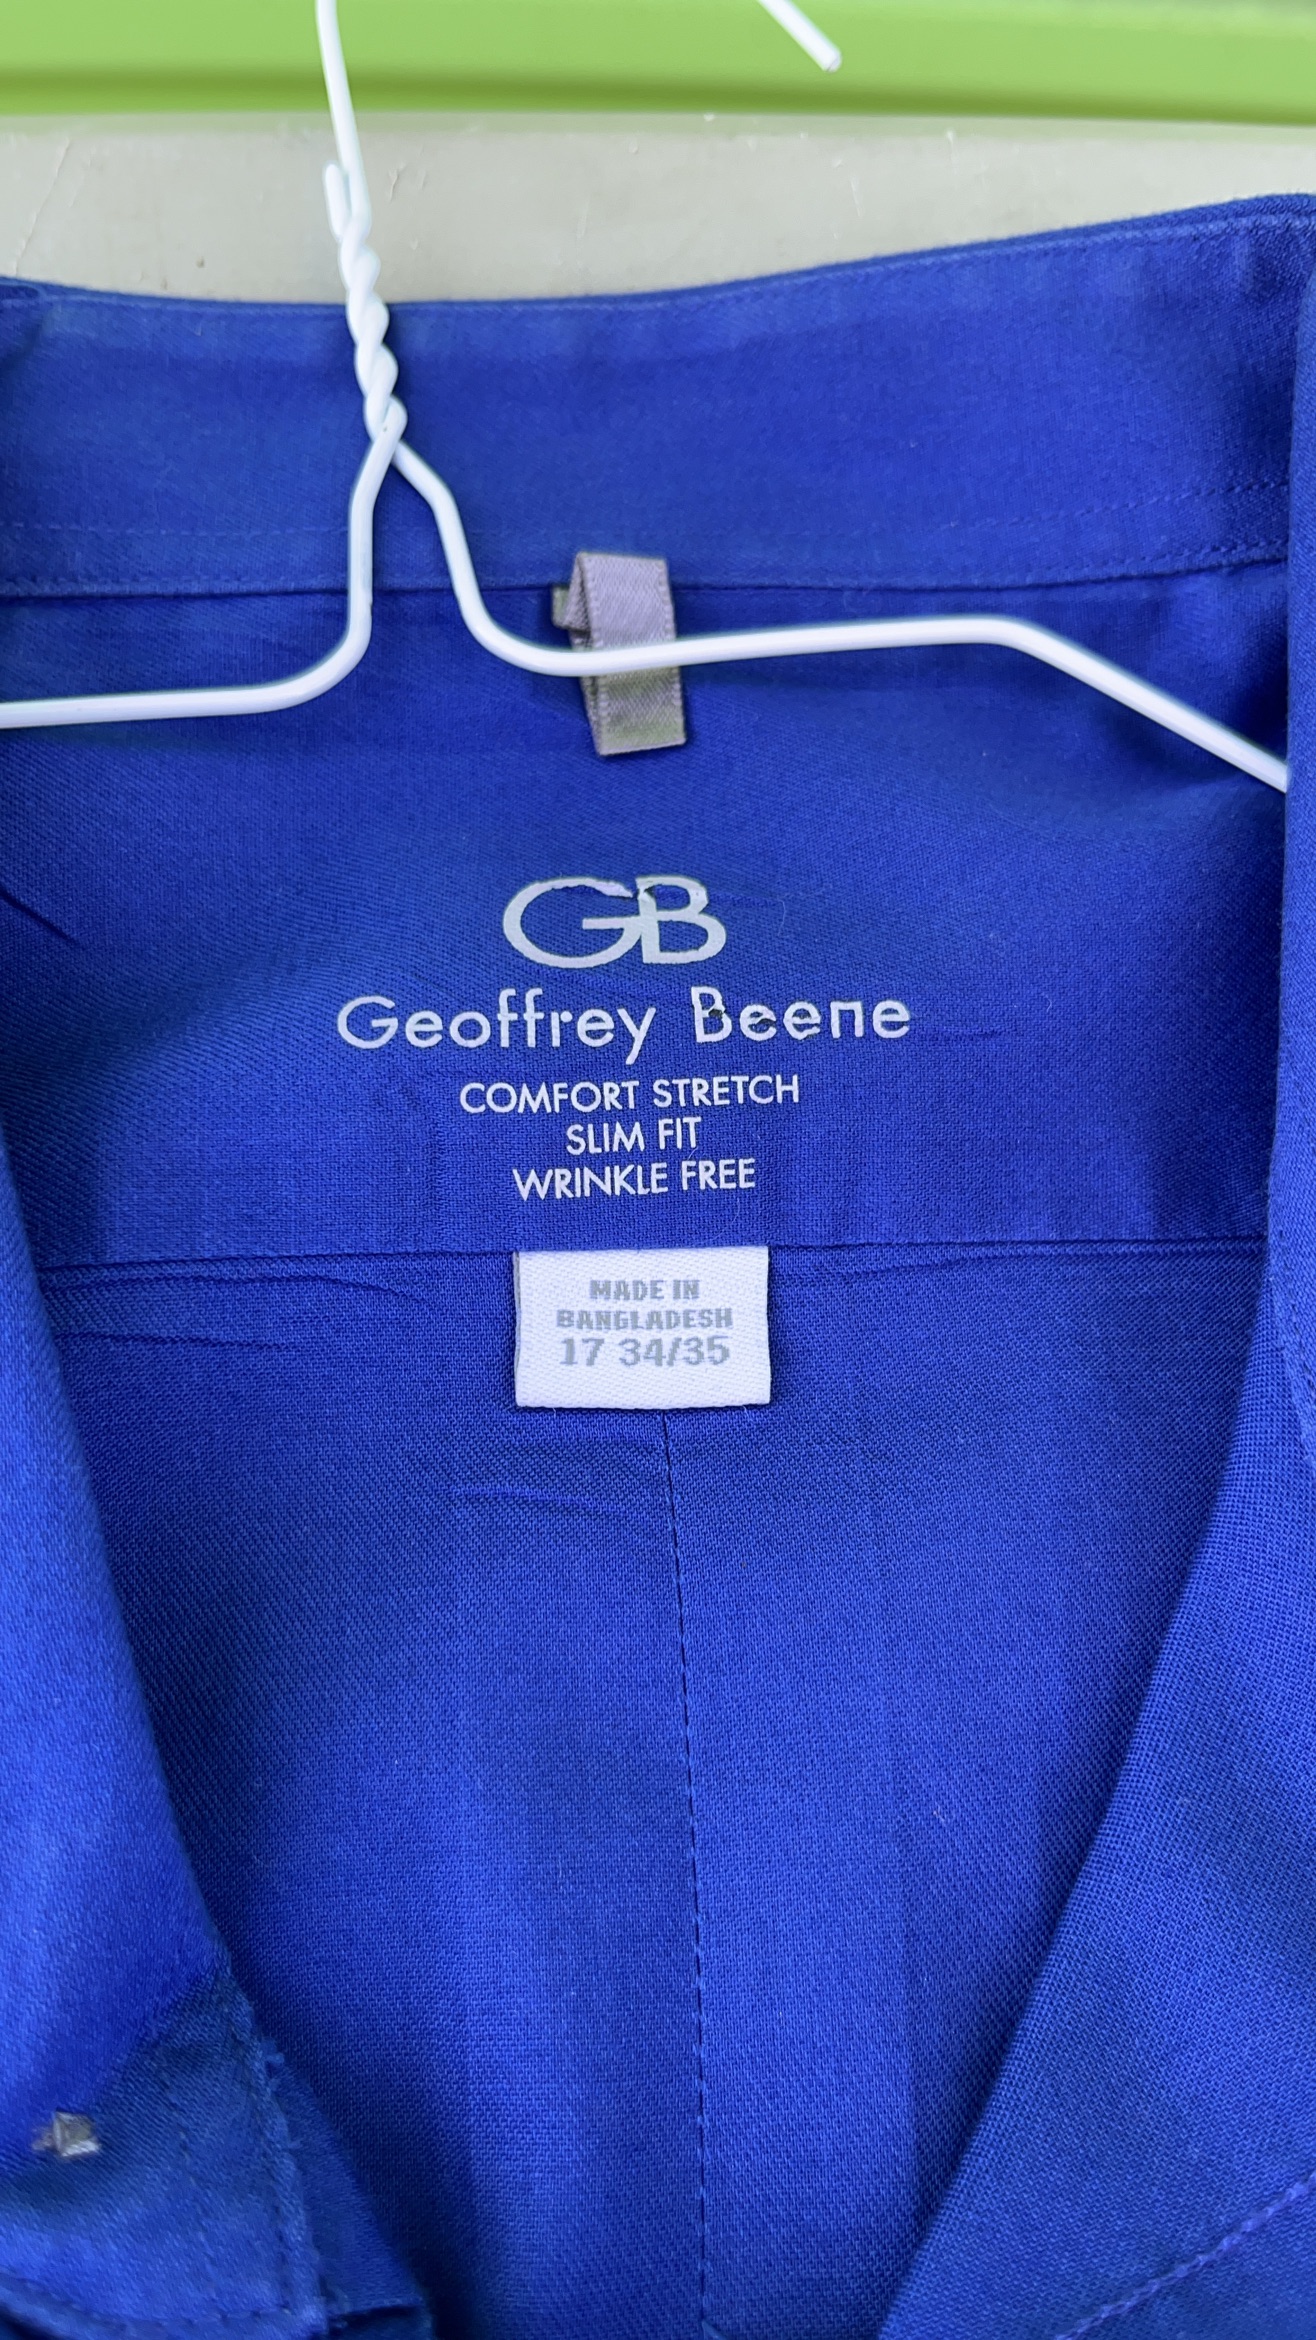 GB
Geoffrey Beene
COMFORT STRETCH
SLIM FIT
WRINKLE FREE
MADE IN
BANGLADESH
17 34/35